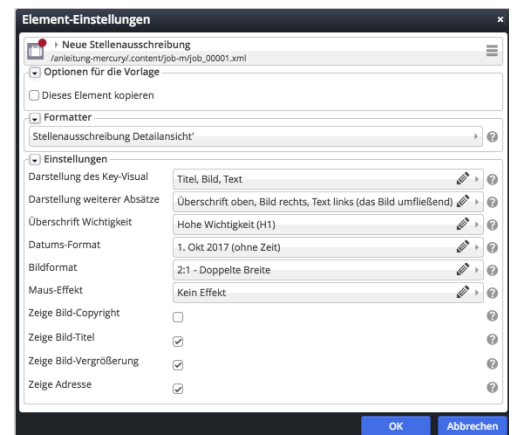 Element-Einstellungen
Neue Stellenausschreibung
/anleitung-mercury/.content/job-m/job_00001.xml
Optionen für die Vorlage
Dieses Element kopieren
Formatter
Stellenausschreibung Detailansicht'
Einstellungen
Darstellung des Key-Visual Titel, Bild, Text
Darstellung weiterer Absätze Überschrift oben, Bild rechts, Text links (das Bild umfließend)
Überschrift Wichtigkeit Hohe Wichtigkeit (H1)
Datums-Format 1. Okt 2017 (ohne Zeit)
Bildformat 2:1 - Doppelte Breite
Maus-Effekt Kein Effekt
Zeige Bild-Copyright
Zeige Bild-Titel
Zeige Bild-Vergrößerung
Zeige Adresse
OK Abbrechen